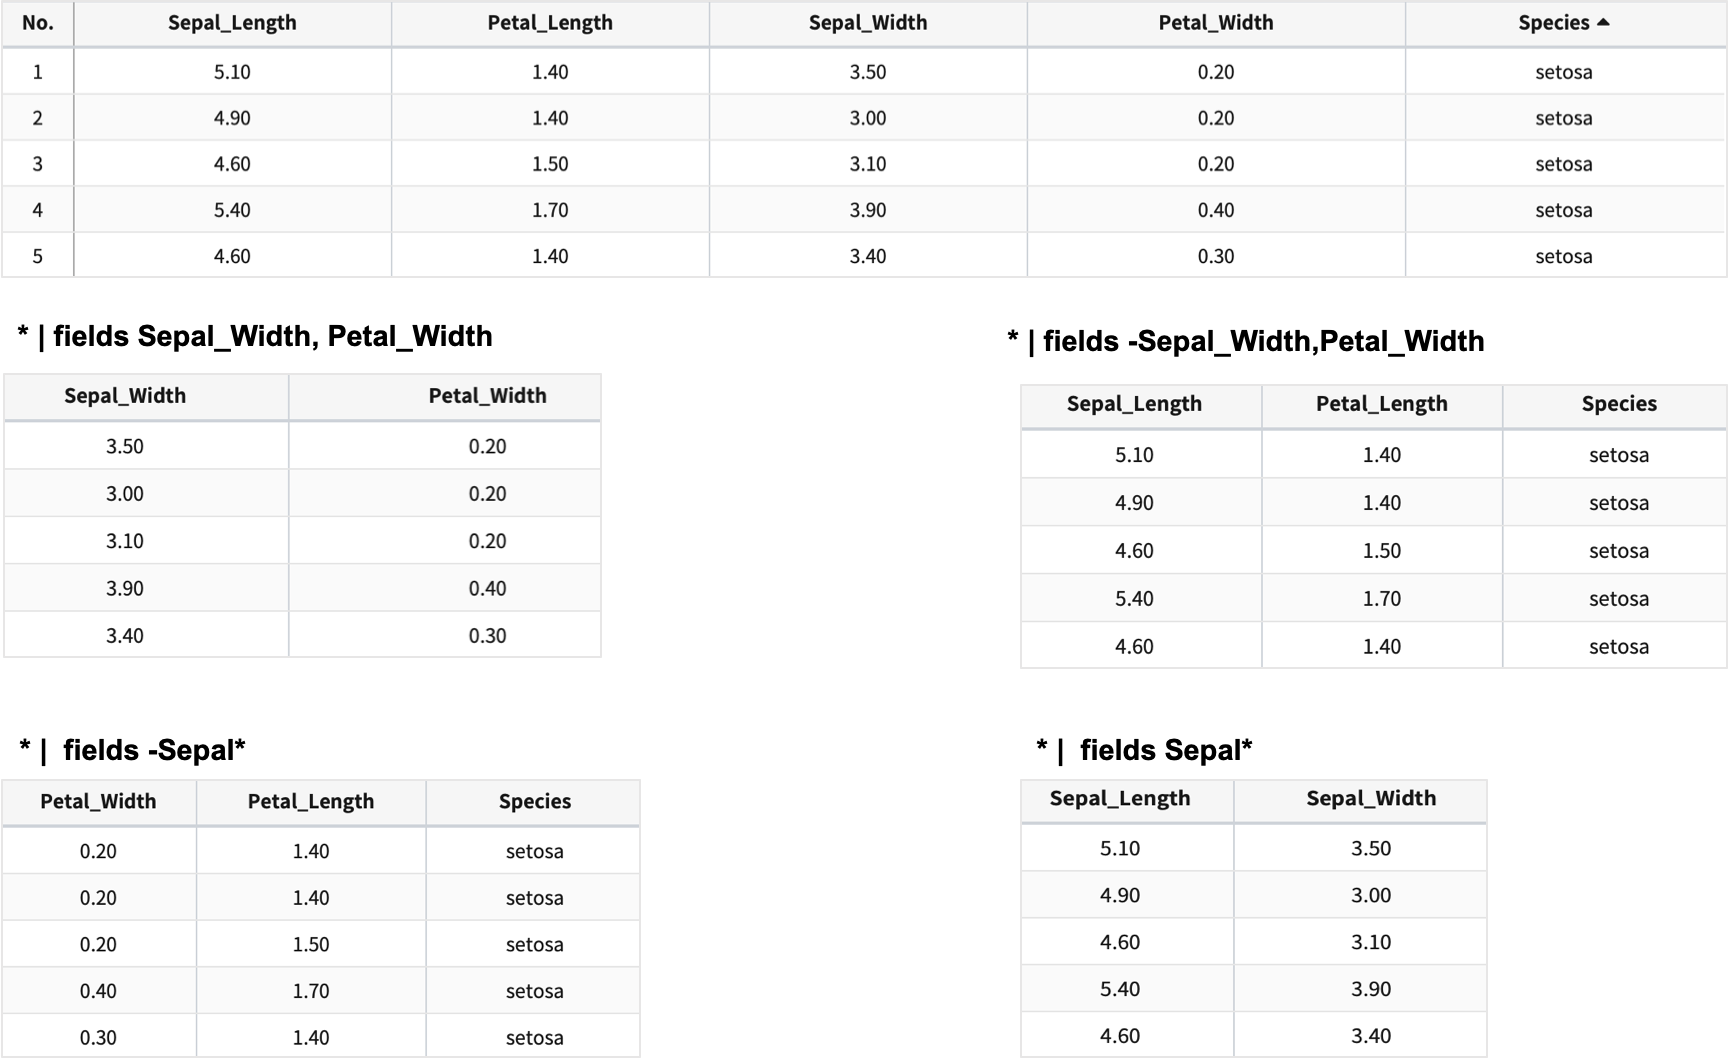 No. Sepal_Length Petal_Length Sepal_Width Petal_Width Species
1 5.10 1.40 3.50 0.20 setosa
2 4.90 1.40 3.00 0.20 setosa
3 4.60 1.50 3.10 0.20 setosa
4 5.40 1.70 3.90 0.40 setosa
5 4.60 1.40 3.40 0.30 setosa
* | fields Sepal_Width, Petal_Width
Sepal_Width Petal_Width
3.50 0.20
3.00 0.20
3.10 0.20
3.90 0.40
3.40 0.30
* | fields -Sepal_Width,Petal_Width
Sepal_Length Petal_Length Species
5.10 1.40 setosa
4.90 1.40 setosa
4.60 1.50 setosa
5.40 1.70 setosa
4.60 1.40 setosa
* | fields -Sepal*
Petal_Width Petal_Length Species
0.20 1.40 setosa
0.20 1.40 setosa
0.20 1.50 setosa
0.40 1.70 setosa
0.30 1.40 setosa
* | fields Sepal*
Sepal_Length Sepal_Width
5.10 3.50
4.90 3.00
4.60 3.10
5.40 3.90
4.60 3.40